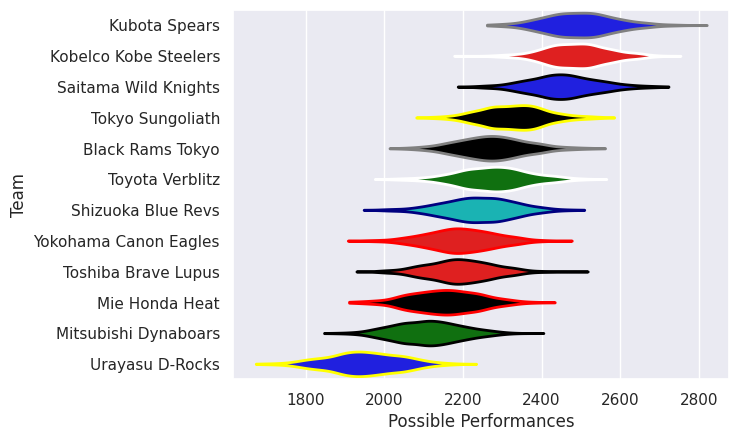 Kubota Spears
Kobelco Kobe Steelers
Saitama Wild Knights
Tokyo Sungoliath
Black Rams Tokyo
Toyota Verblitz
Shizuoka Blue Revs
Yokohama Canon Eagles
Toshiba Brave Lupus
Mie Honda Heat
Mitsubishi Dynaboars
Urayasu D-Rocks
Team
1800 2000 2200 2400 2600 2800
Possible Performances